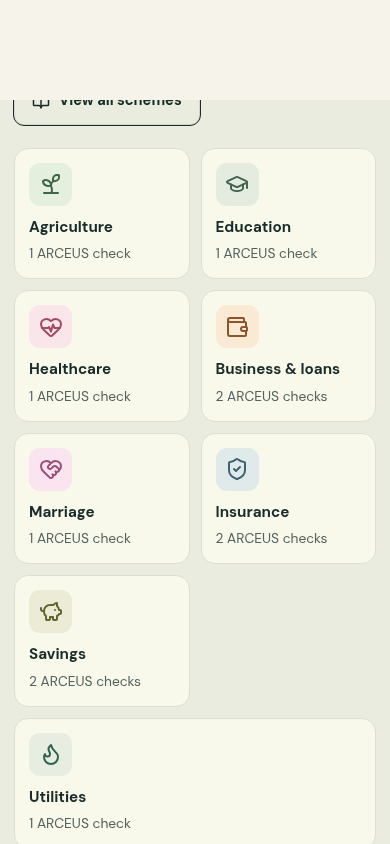 View all schemes
Agriculture
1 ARCEUS check
Education
1 ARCEUS check
Healthcare
1 ARCEUS check
Business & loans
2 ARCEUS checks
Marriage
1 ARCEUS check
Insurance
2 ARCEUS checks
Savings
2 ARCEUS checks
Utilities
1 ARCEUS check